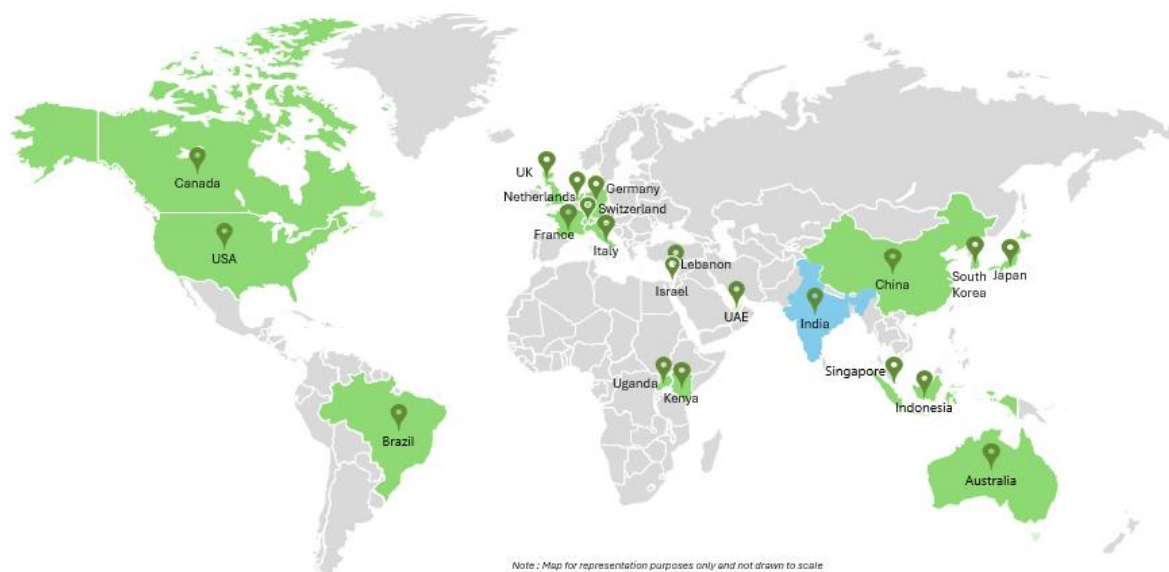 UK
Canada
Netherlands
Germany
Switzerland
France
Italy
USA
Lebanon
Israel
China
South
Korea
Japan
UAE
India
Singapore
Uganda
Kenya
Indonesia
Brazil
Australia
Note : Map for representation purposes only and not drawn to scale